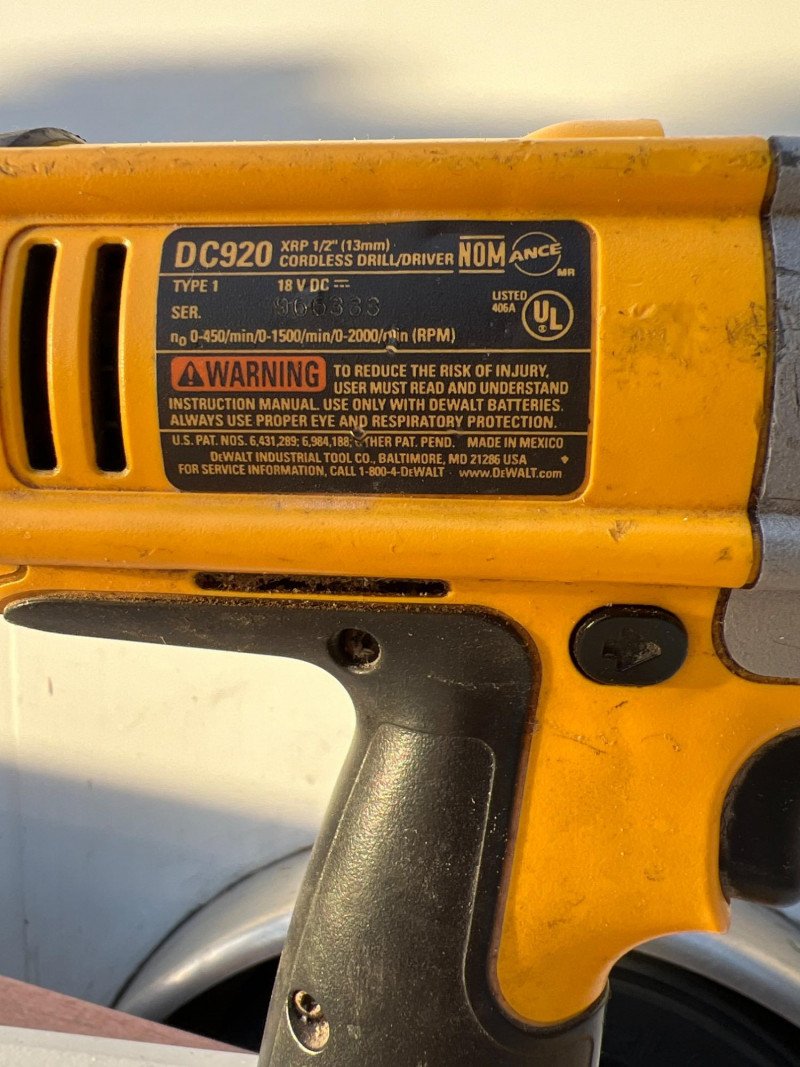 DC920 XRP 1/2" (13mm)
CORDLESS DRILL/DRIVER NOM ANCE MR
TYPE 1 18 V DC ⎓
SER.
LISTED
406A UL
n₀ 0-450/min/0-1500/min/0-2000/min (RPM)
WARNING TO REDUCE THE RISK OF INJURY,
USER MUST READ AND UNDERSTAND
INSTRUCTION MANUAL. USE ONLY WITH DEWALT BATTERIES.
ALWAYS USE PROPER EYE AND RESPIRATORY PROTECTION.
U.S. PAT. NOS. 6,431,289; 6,984,188; OTHER PAT. PEND. MADE IN MEXICO
DEWALT INDUSTRIAL TOOL CO., BALTIMORE, MD 21286 USA
FOR SERVICE INFORMATION, CALL 1-800-4-DEWALT www.DEWALT.com